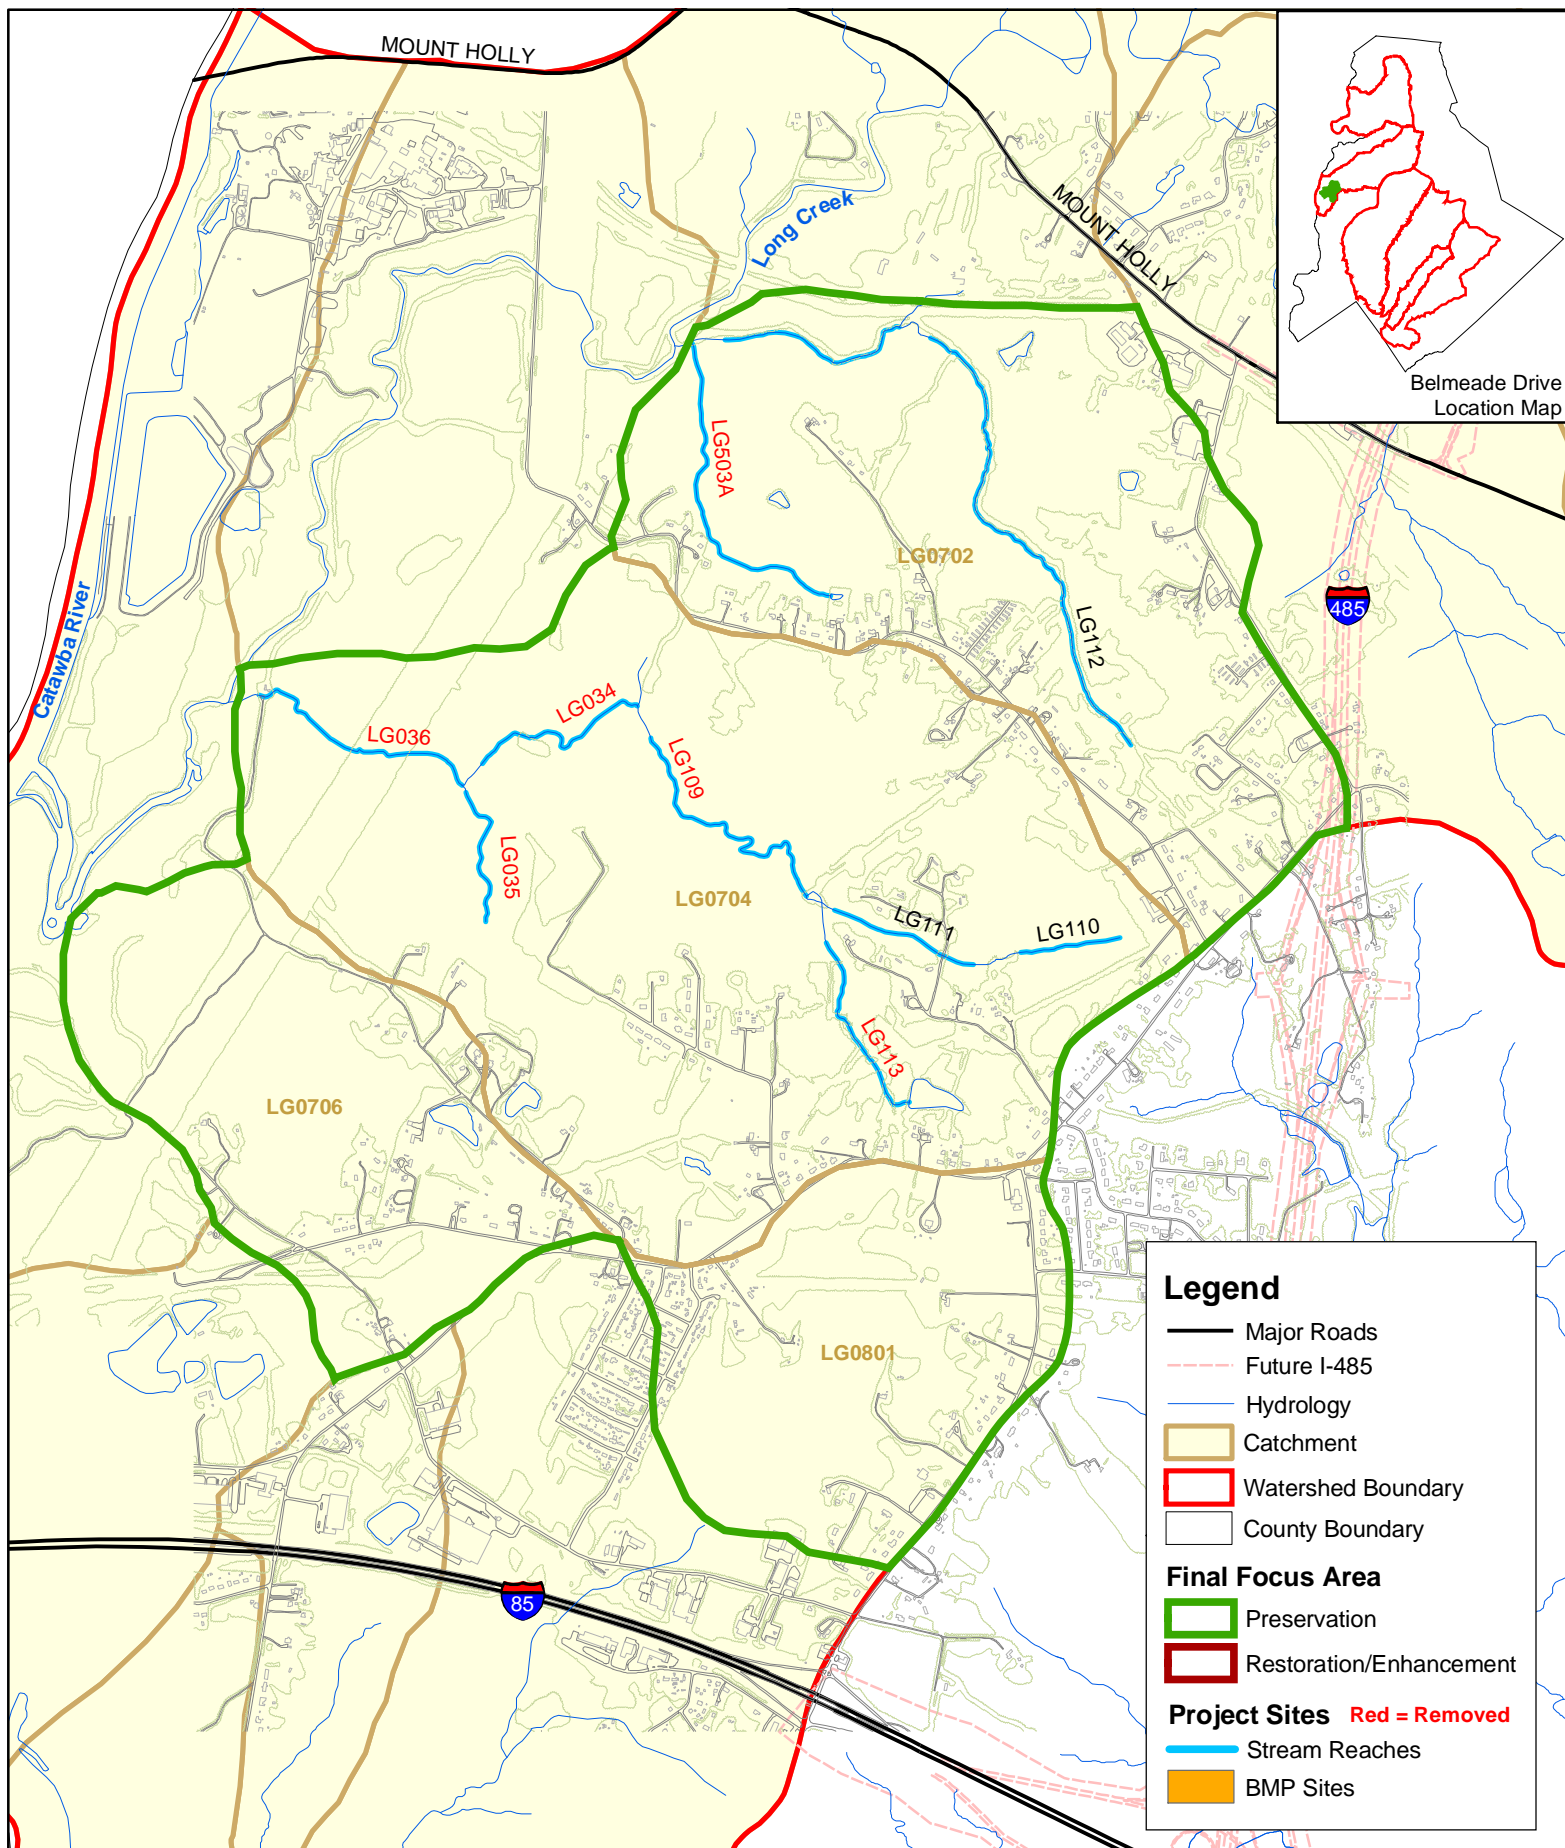 MOUNT HOLLY
Long Creek
MOUNT HOLLY
Belmeade Drive
Location Map
LG503A
LG0702
485
LG112
Catawba River
LG036
LG034
LG109
LG035
LG0704
LG111
LG110
LG113
LG0706
LG0801
85
Legend
Major Roads
Future I-485
Hydrology
Catchment
Watershed Boundary
County Boundary
Final Focus Area
Preservation
Restoration/Enhancement
Project Sites Red = Removed
Stream Reaches
BMP Sites